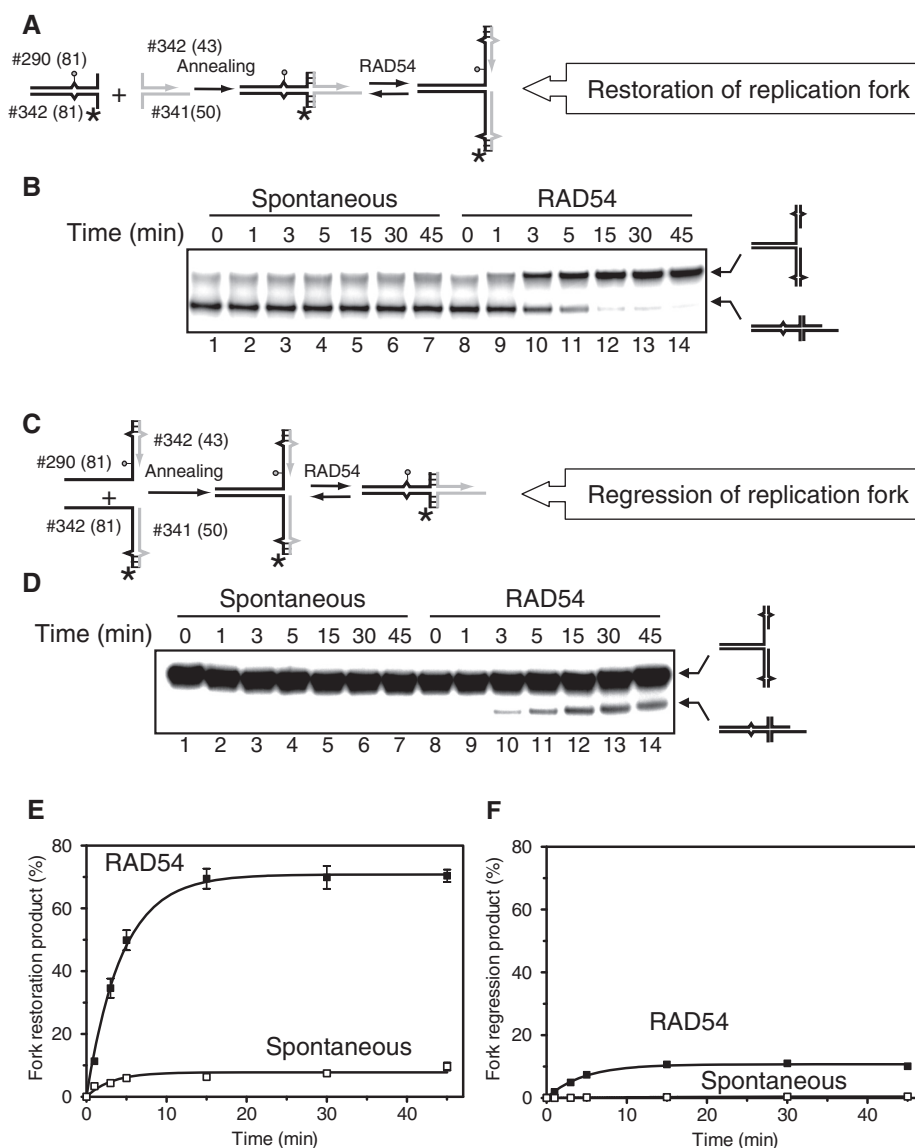 A
#290 (81)
#342 (43)
Annealing
RAD54
+
#342 (81)
#341(50)
*
*
*
Restoration of replication fork
B
Spontaneous RAD54
Time (min) 0 1 3 5 15 30 45 0 1 3 5 15 30 45
1 2 3 4 5 6 7 8 9 10 11 12 13 14
C
#342 (43)
#290 (81)
Annealing
RAD54
+
#342 (81)
#341 (50)
*
*
*
Regression of replication fork
D
Spontaneous RAD54
Time (min) 0 1 3 5 15 30 45 0 1 3 5 15 30 45
1 2 3 4 5 6 7 8 9 10 11 12 13 14
E
Fork restoration product (%)
80
60
40
20
0
RAD54
Spontaneous
0 10 20 30 40
Time (min)
F
Fork regression product (%)
80
60
40
20
0
RAD54
Spontaneous
0 10 20 30 40
Time (min)